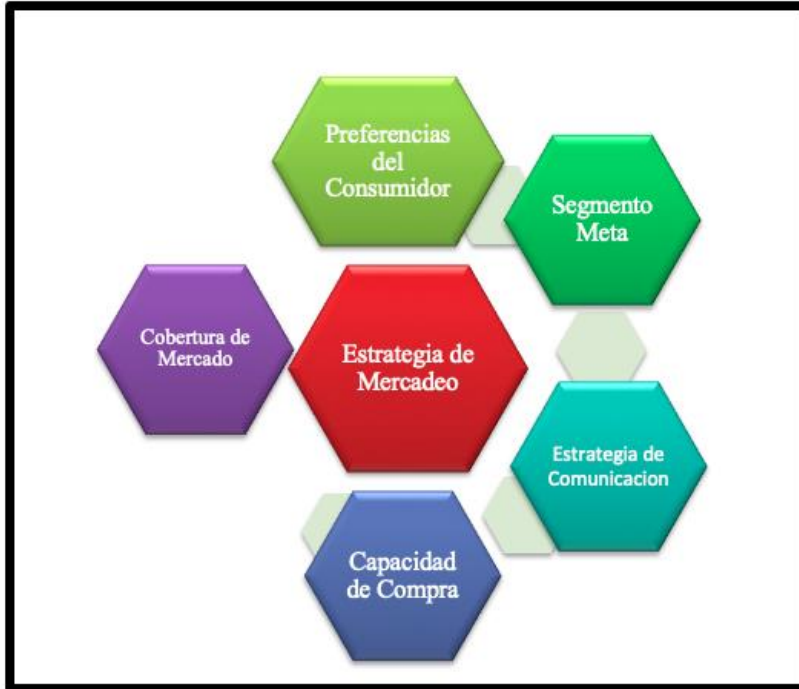 Preferencias
del
Consumidor
Segmento
Meta
Cobertura de
Mercado
Estrategia de
Mercadeo
Estrategia de
Comunicacion
Capacidad
de Compra